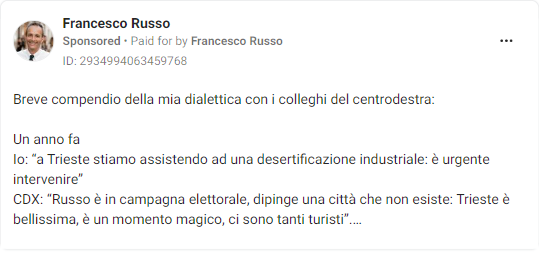 Francesco Russo
Sponsored • Paid for by Francesco Russo
ID: 2934994063459768
Breve compendio della mia dialettica con i colleghi del centrodestra:
Un anno fa
Io: “a Trieste stiamo assistendo ad una desertificazione industriale: è urgente
intervenire”
CDX: “Russo è in campagna elettorale, dipinge una città che non esiste: Trieste è
bellissima, è un momento magico, ci sono tanti turisti”.…